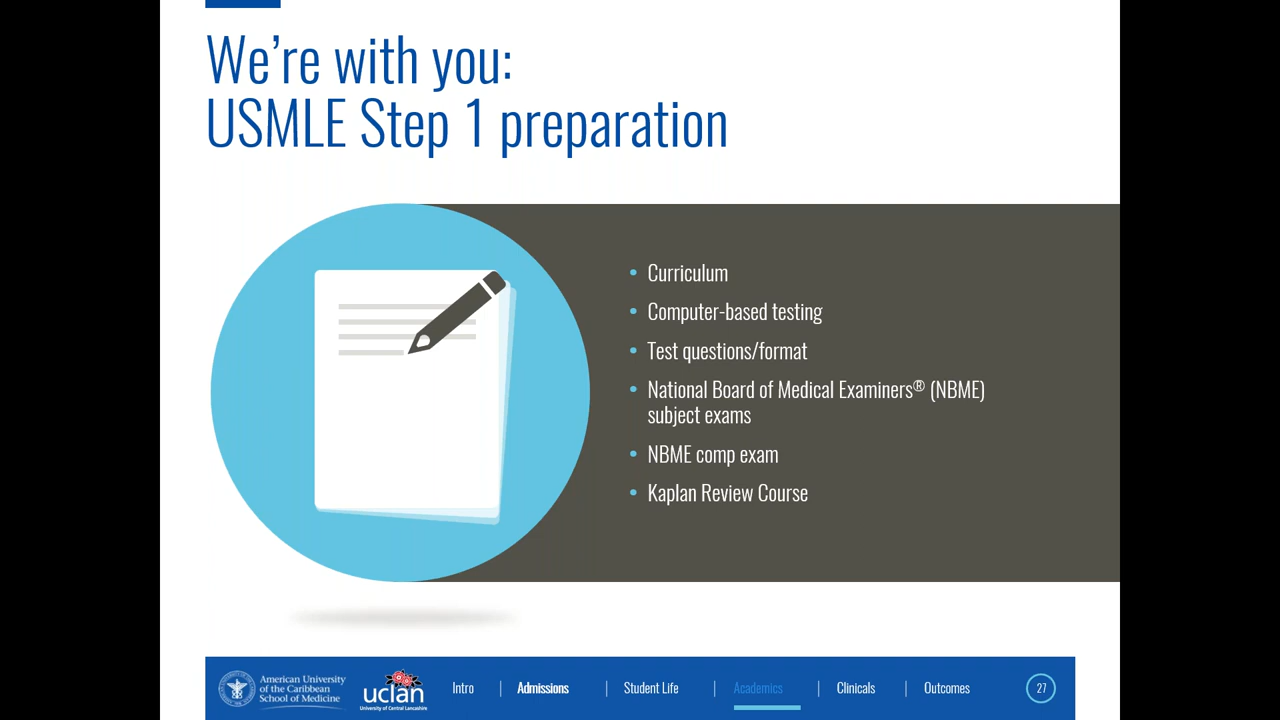 We're with you:
USMLE Step 1 preparation
• Curriculum
• Computer-based testing
• Test questions/format
• National Board of Medical Examiners® (NBME)
subject exams
• NBME comp exam
• Kaplan Review Course
American University
of the Caribbean
School of Medicine
uclan
University of Central Lancashire
Intro | Admissions | Student Life | Academics | Clinicals | Outcomes
27